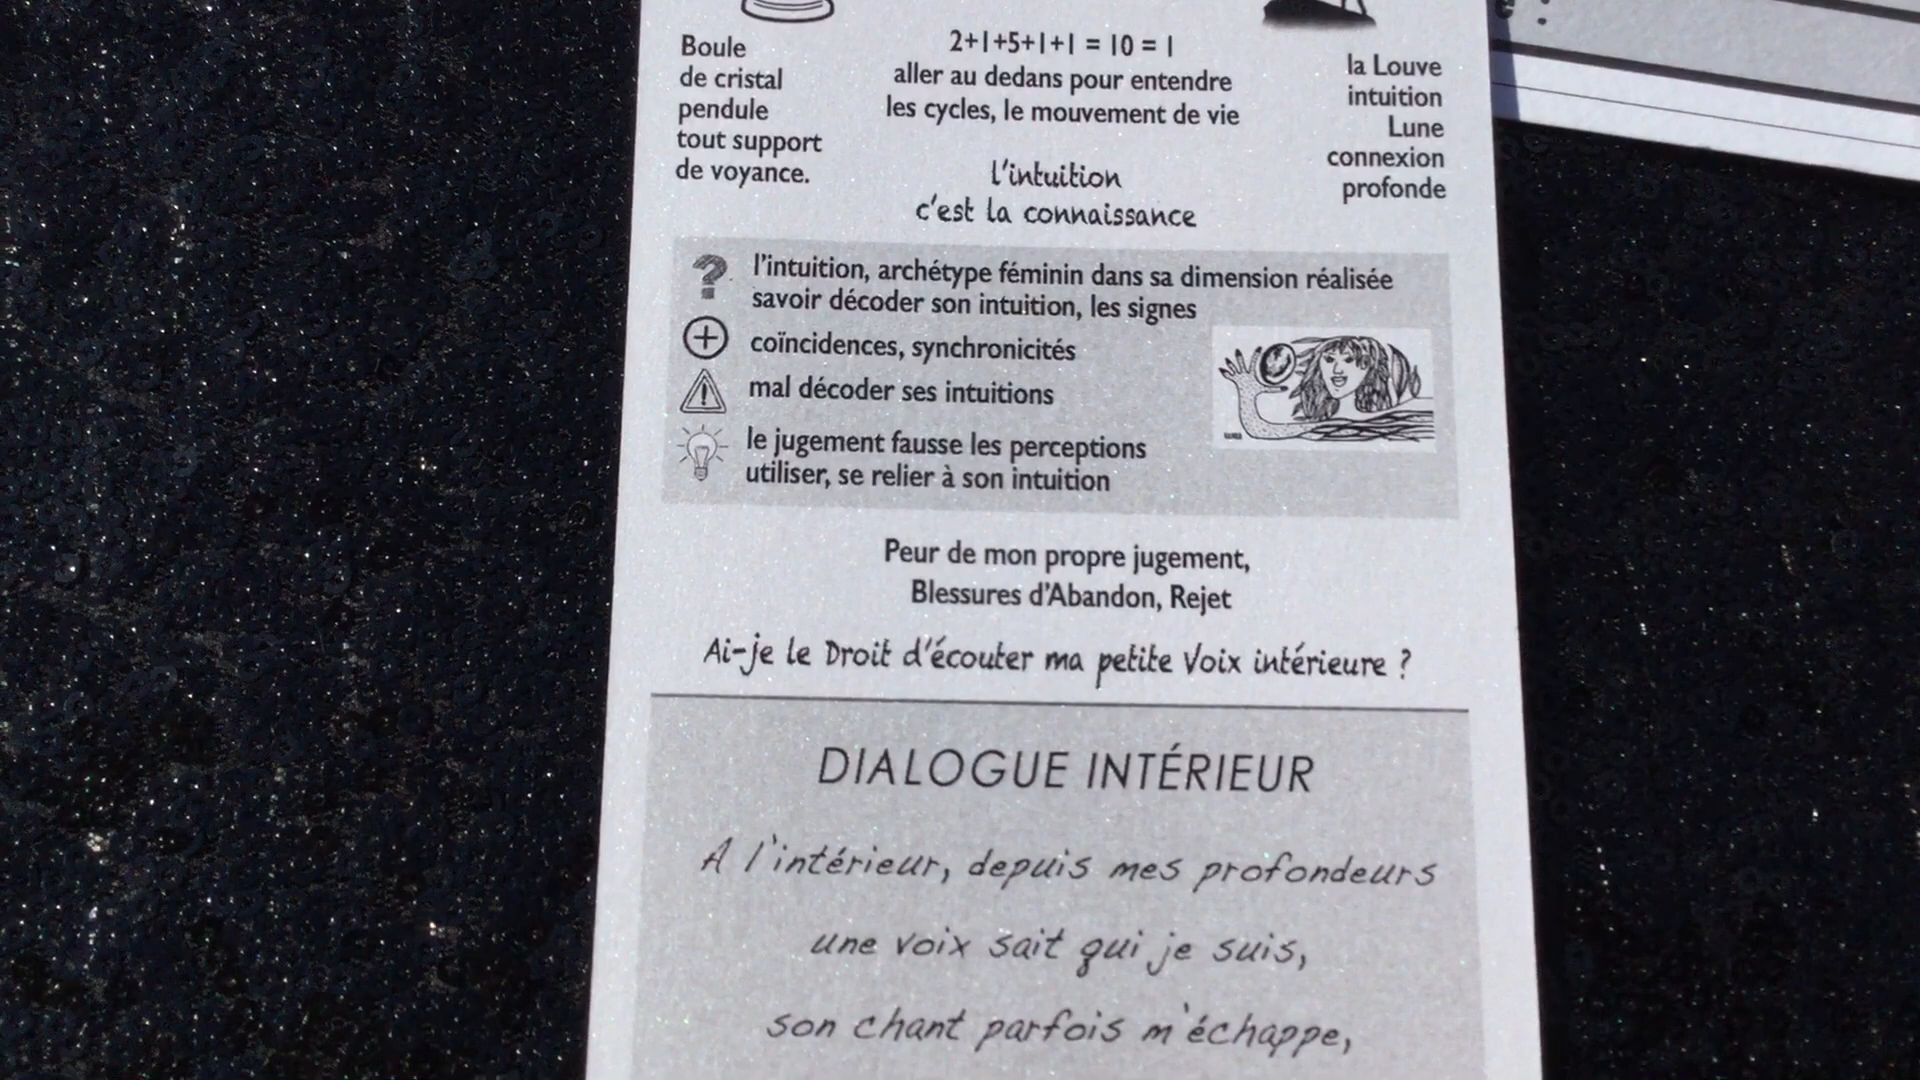 Boule
de cristal
pendule
tout support
de voyance.
2+1+5+1+1 = 10 = 1
aller au dedans pour entendre
les cycles, le mouvement de vie
l'intuition
c'est la connaissance
la Louve
intuition
Lune
connexion
profonde
? l'intuition, archétype féminin dans sa dimension réalisée
savoir décoder son intuition, les signes
+ coïncidences, synchronicités
! mal décoder ses intuitions
le jugement fausse les perceptions
utiliser, se relier à son intuition
Peur de mon propre jugement,
Blessures d'Abandon, Rejet
Ai-je le Droit d'écouter ma petite Voix intérieure ?
DIALOGUE INTÉRIEUR
A l'intérieur, depuis mes profondeurs
une voix sait qui je suis,
son chant parfois m'échappe,